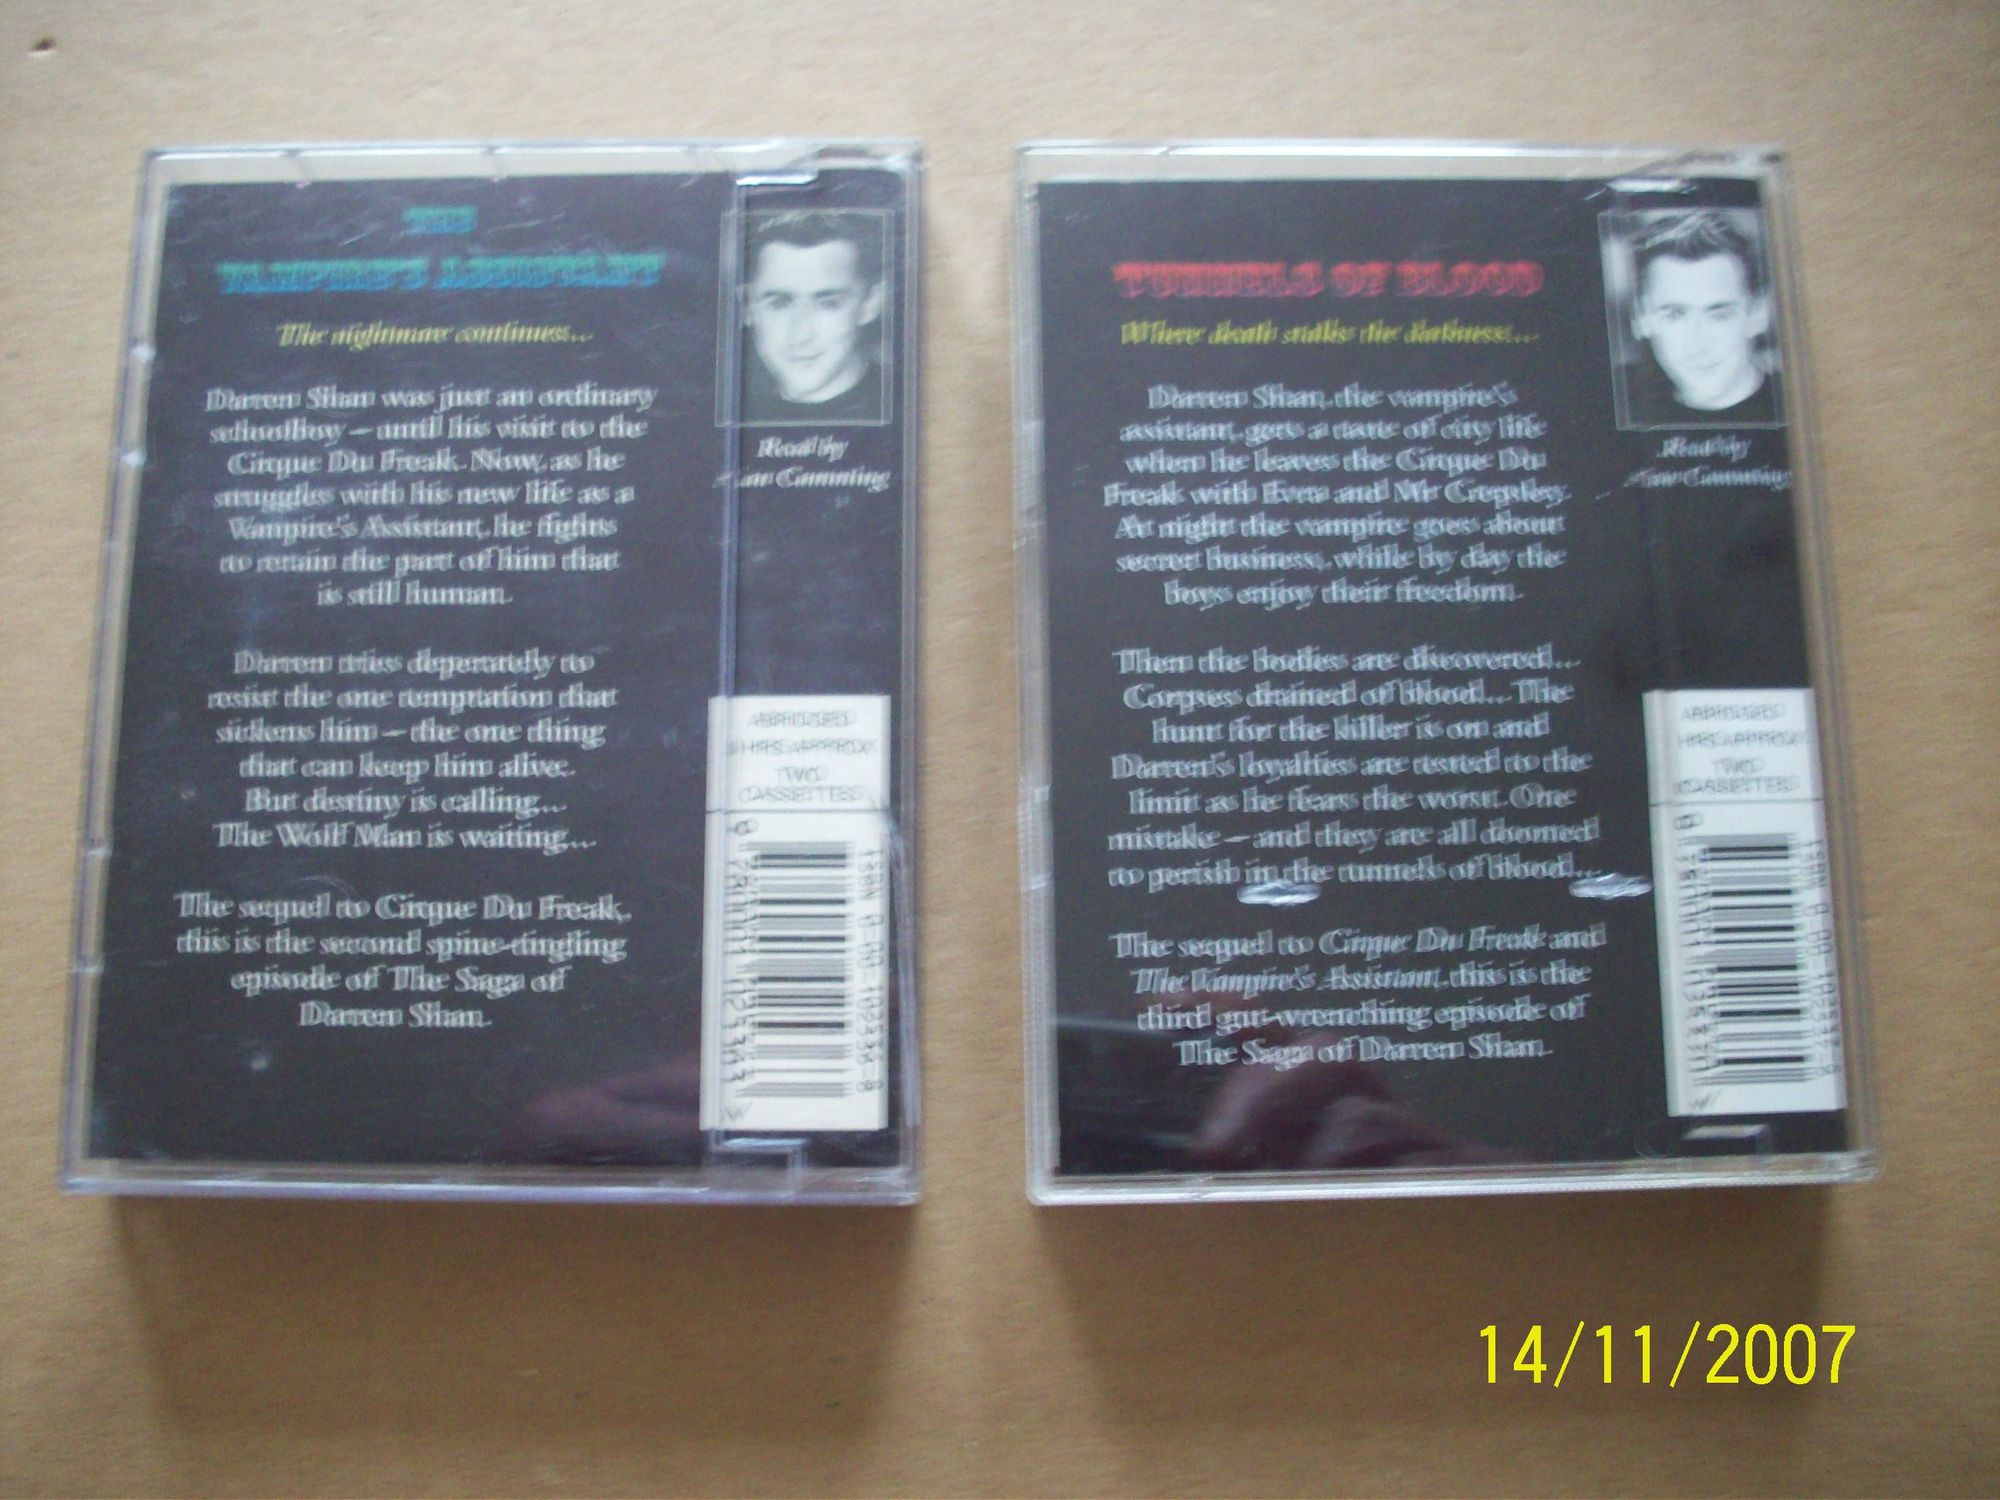 THE
VAMPIRE'S ASSISTANT
The nightmare continues...
Darren Shan was just an ordinary
schoolboy – until his visit to the
Cirque Du Freak. Now, as he
struggles with his new life as a
Vampire's Assistant, he fights
to retain the part of him that
is still human.
Darren tries deperately to
resist the one temptation that
sickens him – the one thing
that can keep him alive.
But destiny is calling...
The Wolf Man is waiting...
The sequel to Cirque Du Freak,
this is the second spine-tingling
episode of The Saga of
Darren Shan.
Read by
Cumming
ABRIDGED
HRS APPROX
TWO
CASSETTES
TUNNELS OF BLOOD
Where death stalks the darkness...
Darren Shan, the vampire's
assistant, gets a taste of city life
when he leaves the Cirque Du
Freak with Evra and Mr Crepsley.
At night the vampire goes about
secret business, while by day the
boys enjoy their freedom.
Then the bodies are discovered...
Corpses drained of blood... The
hunt for the killer is on and
Darren's loyalties are tested to the
limit as he fears the worst. One
mistake – and they are all doomed
to perish in the tunnels of blood...
The sequel to Cirque Du Freak and
The Vampire's Assistant, this is the
third gut-wrenching episode of
The Saga of Darren Shan.
Read by
Cumming
ABRIDGED
HRS APPROX
TWO
CASSETTES
14/11/2007